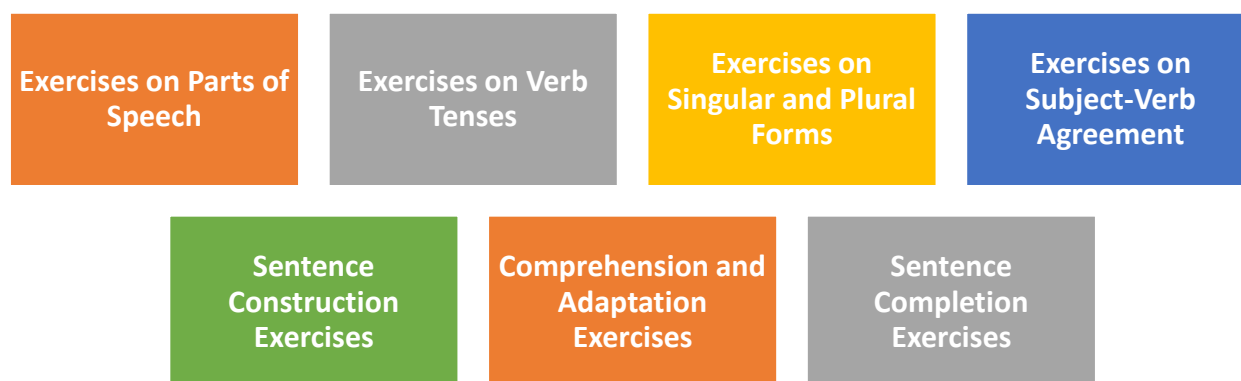 Exercises on Parts of
Speech
Exercises on Verb
Tenses
Exercises on
Singular and Plural
Forms
Exercises on
Subject-Verb
Agreement
Sentence
Construction
Exercises
Comprehension and
Adaptation
Exercises
Sentence
Completion
Exercises